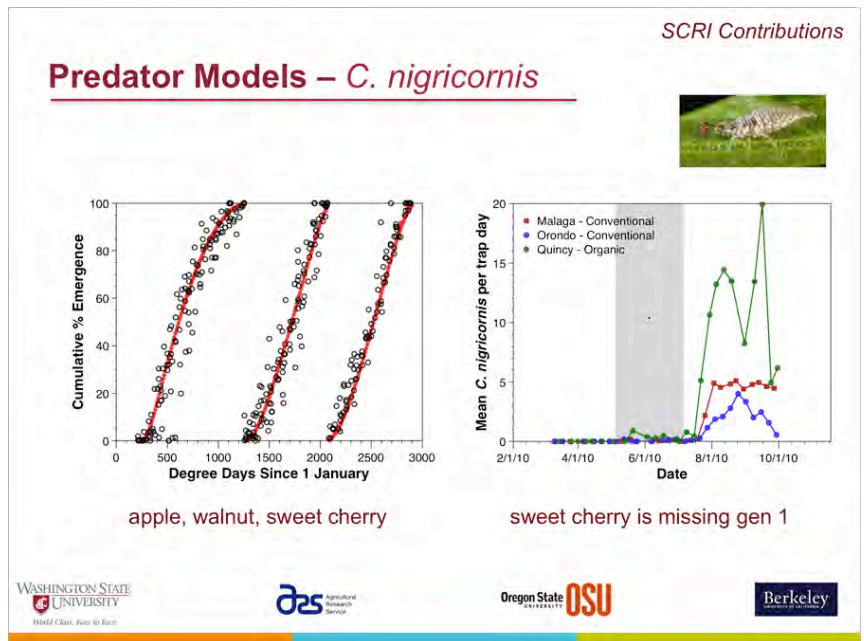 SCRI Contributions
Predator Models – C. nigricornis
100
80
60
40
20
0
Cumulative % Emergence
0 500 1000 1500 2000 2500 3000
Degree Days Since 1 January
apple, walnut, sweet cherry
20
15
10
5
0
Mean C. nigricornis per trap day
Malaga - Conventional
Orondo - Conventional
Quincy - Organic
2/1/10 4/1/10 6/1/10 8/1/10 10/1/10
Date
sweet cherry is missing gen 1
WASHINGTON STATE
UNIVERSITY
World Class. Face to Face.
ars
Agricultural
Research
Service
Oregon State
UNIVERSITY
OSU
Berkeley
UNIVERSITY OF CALIFORNIA